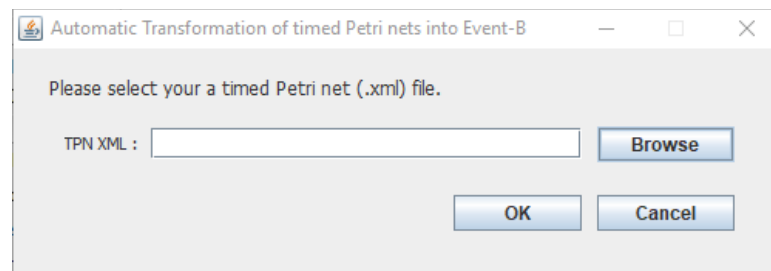 Automatic Transformation of timed Petri nets into Event-B
Please select your a timed Petri net (.xml) file.
TPN XML :
Browse
OK
Cancel